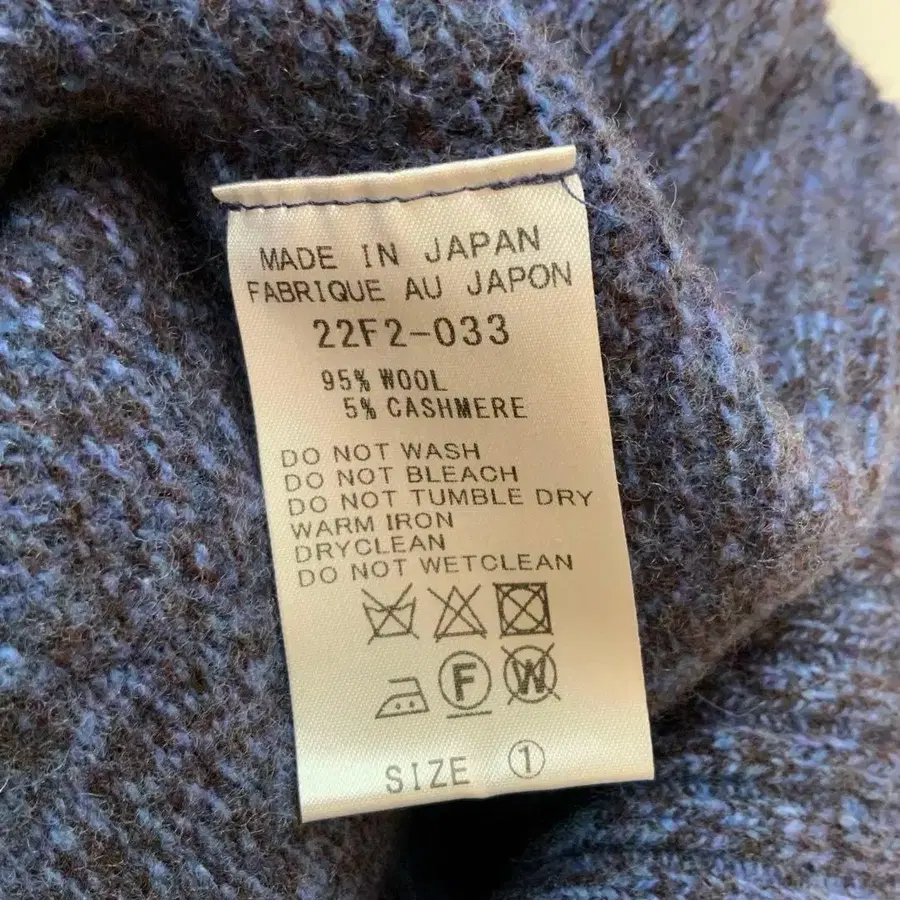 MADE IN JAPAN
FABRIQUE AU JAPON
22F2-033
95% WOOL
5% CASHMERE
DO NOT WASH
DO NOT BLEACH
DO NOT TUMBLE DRY
WARM IRON
DRYCLEAN
DO NOT WETCLEAN
F W
SIZE ①